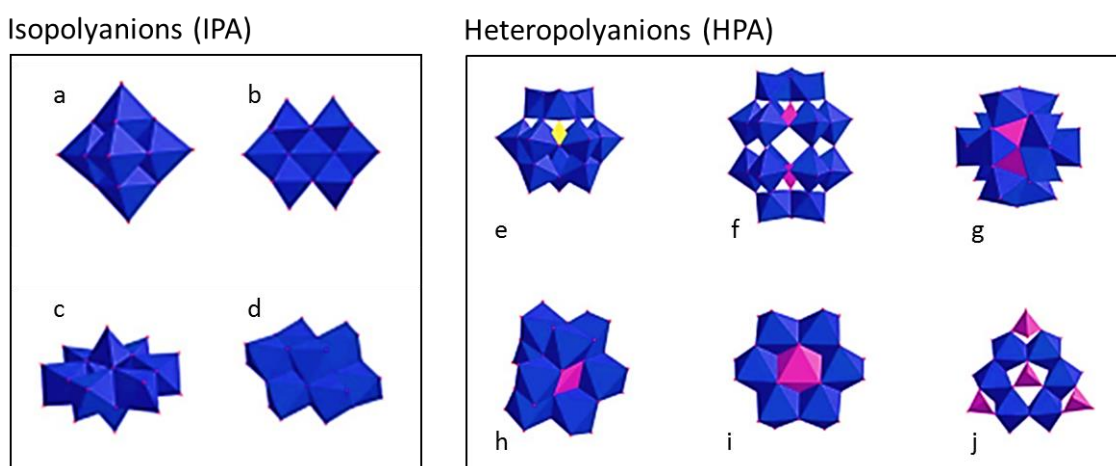 Isopolyanions (IPA)
Heteropolyanions (HPA)
a
b
c
d
e
f
g
h
i
j